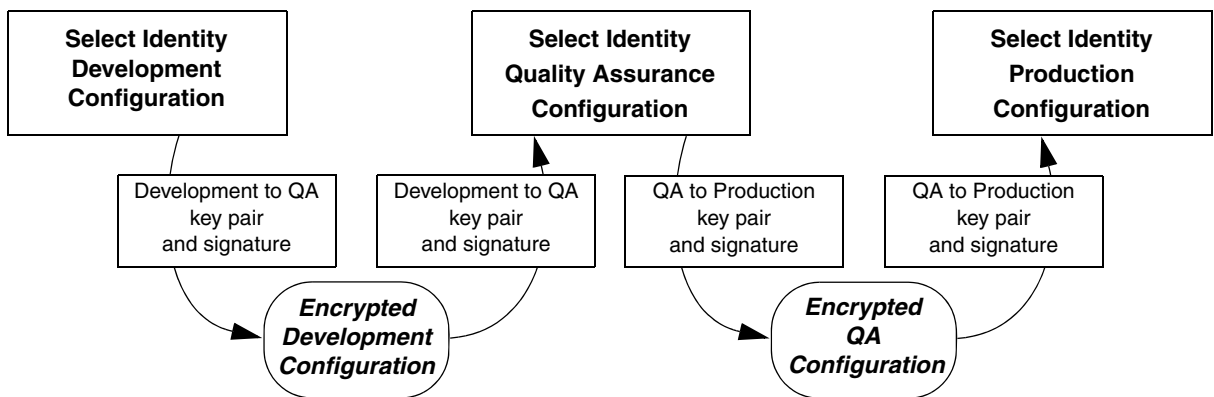 Select Identity
Development
Configuration
Select Identity
Quality Assurance
Configuration
Select Identity
Production
Configuration
Development to QA
key pair
and signature
Development to QA
key pair
and signature
QA to Production
key pair
and signature
QA to Production
key pair
and signature
Encrypted
Development
Configuration
Encrypted
QA
Configuration